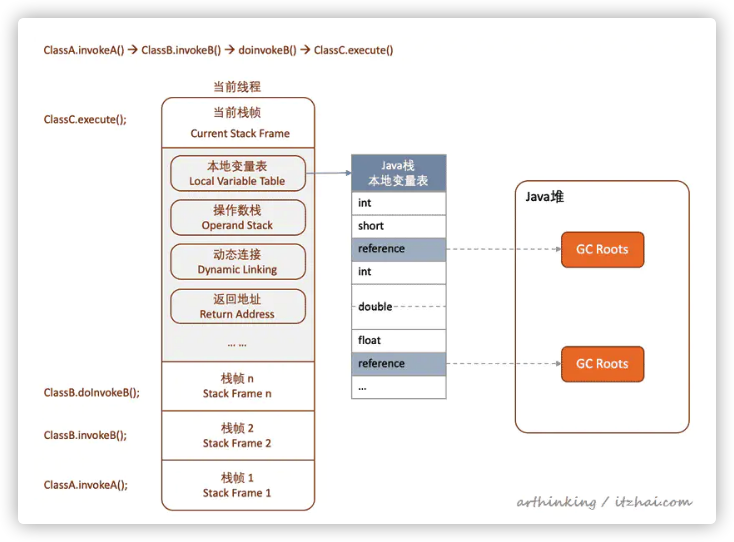 ClassA.invokeA() → ClassB.invokeB() → doinvokeB() → ClassC.execute()
当前线程
ClassC.execute();
当前栈帧
Current Stack Frame
本地变量表
Local Variable Table
操作数栈
Operand Stack
动态连接
Dynamic Linking
返回地址
Return Address
... ...
ClassB.doInvokeB();
栈帧 n
Stack Frame n
ClassB.invokeB();
栈帧 2
Stack Frame 2
ClassA.invokeA();
栈帧 1
Stack Frame 1
Java栈
本地变量表
int
short
reference
int
double
float
reference
...
Java堆
GC Roots
GC Roots
arthinking / itzhai.com